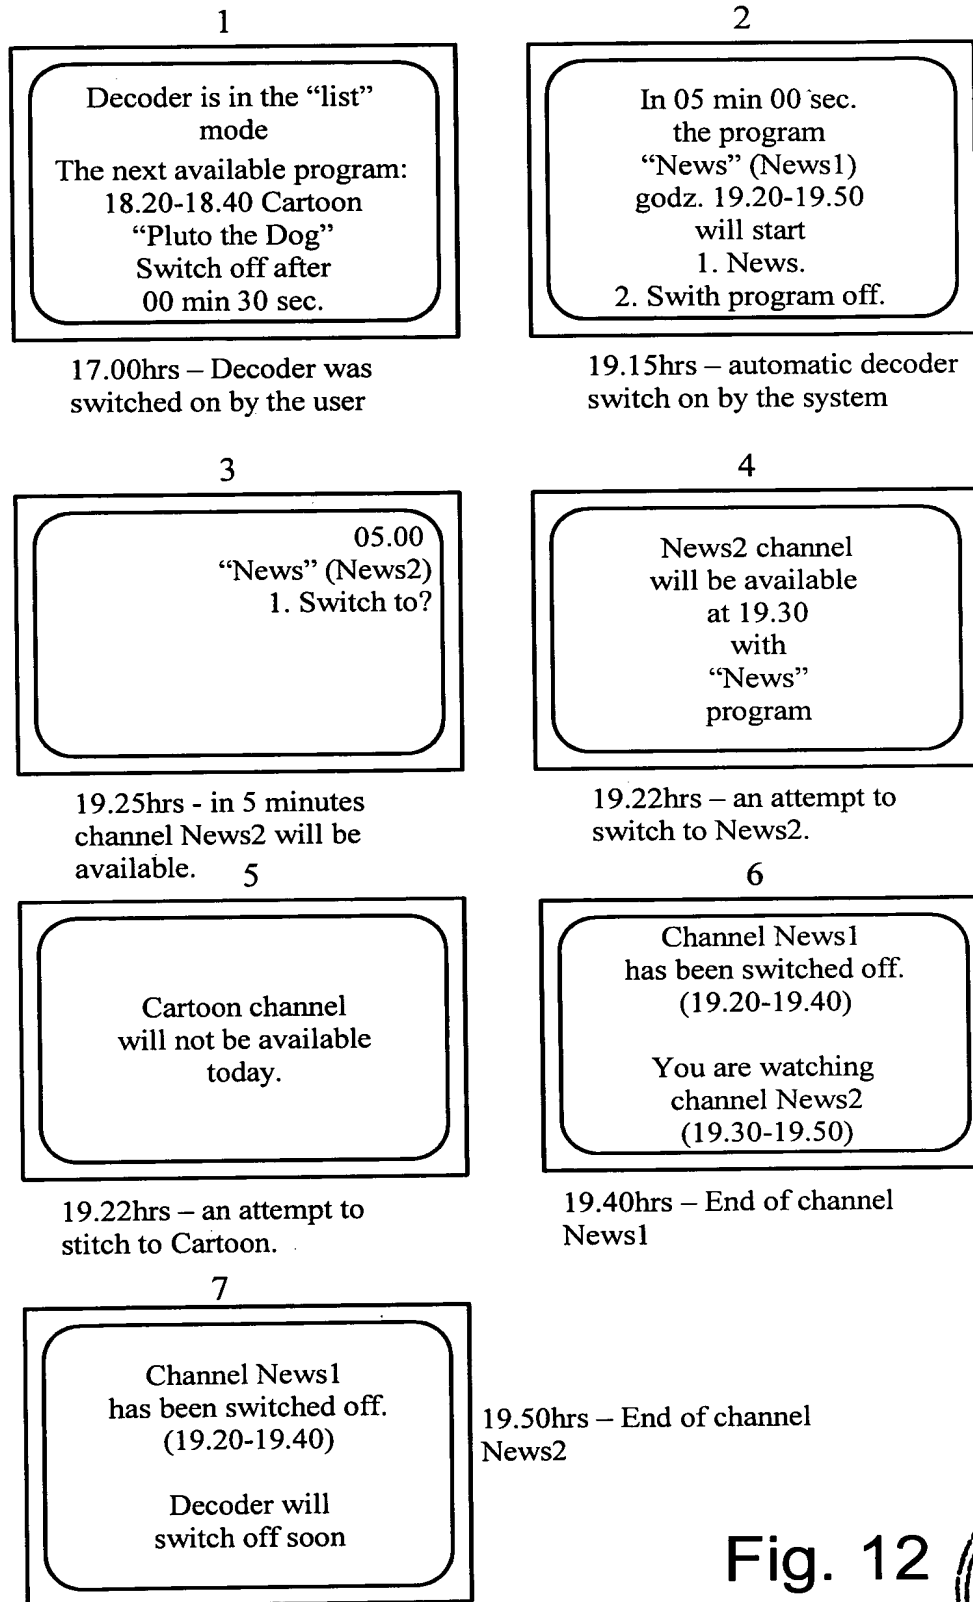 1
Decoder is in the “list”
mode
The next available program:
18.20-18.40 Cartoon
“Pluto the Dog”
Switch off after
00 min 30 sec.
17.00hrs – Decoder was
switched on by the user
2
In 05 min 00 sec.
the program
“News” (News1)
godz. 19.20-19.50
will start
1. News.
2. Swith program off.
19.15hrs – automatic decoder
switch on by the system
3
05.00
“News” (News2)
1. Switch to?
19.25hrs - in 5 minutes
channel News2 will be
available.
4
News2 channel
will be available
at 19.30
with
“News”
program
19.22hrs – an attempt to
switch to News2.
5
Cartoon channel
will not be available
today.
19.22hrs – an attempt to
stitch to Cartoon.
6
Channel News1
has been switched off.
(19.20-19.40)
You are watching
channel News2
(19.30-19.50)
19.40hrs – End of channel
News1
7
Channel News1
has been switched off.
(19.20-19.40)
Decoder will
switch off soon
19.50hrs – End of channel
News2
Fig. 12